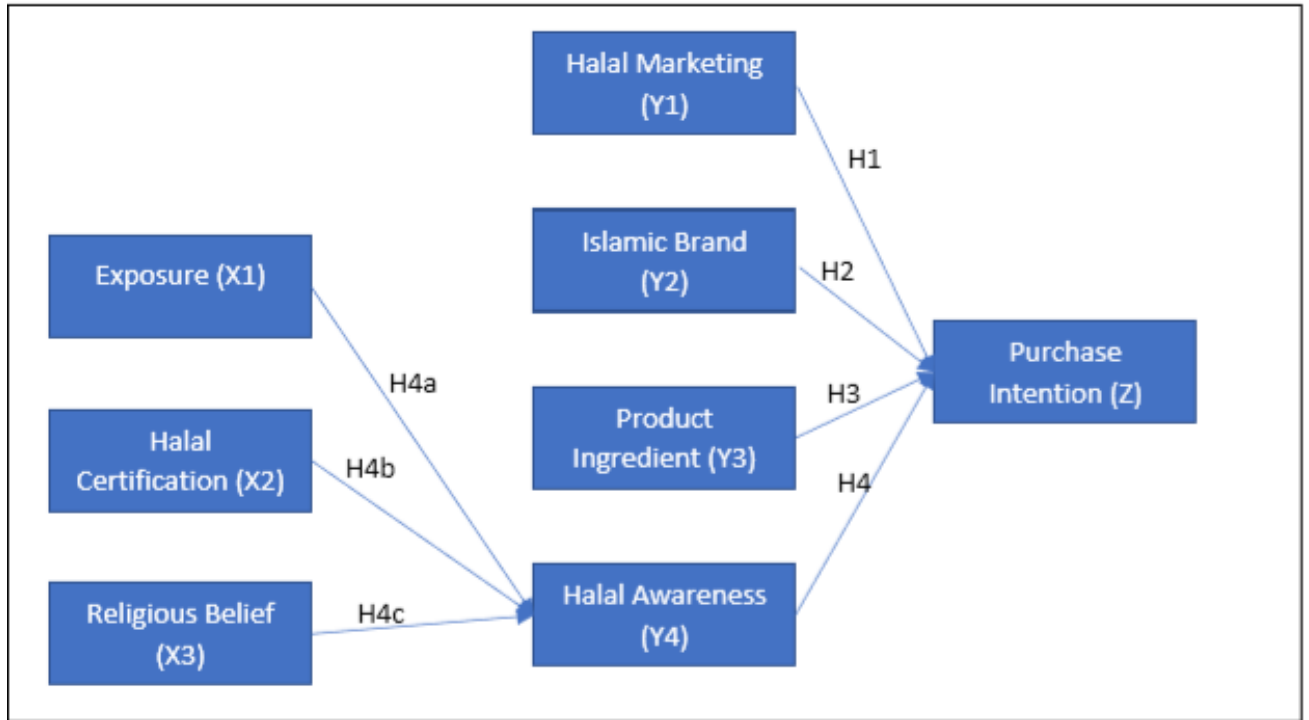 Halal Marketing
(Y1)
H1
Islamic Brand
(Y2)
H2
Exposure (X1)
Purchase
Intention (Z)
H4a
H3
Product
Ingredient (Y3)
Halal
Certification (X2)
H4b
H4
Halal Awareness
(Y4)
Religious Belief
(X3)
H4c